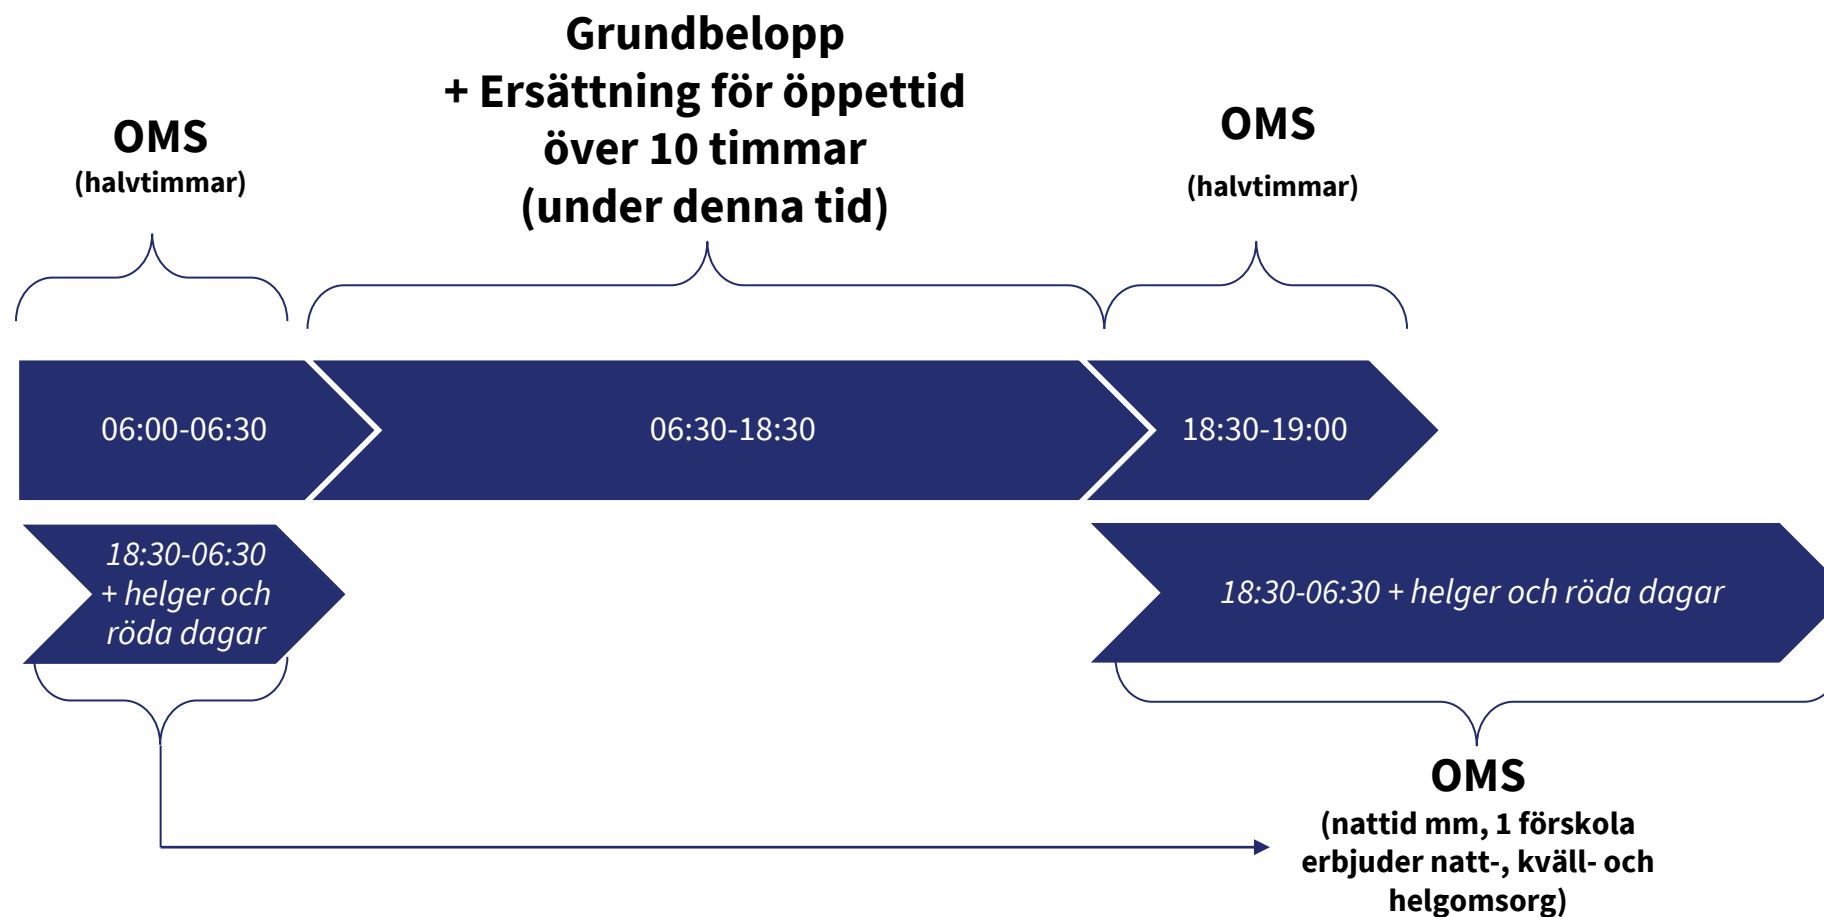 Grundbelopp
+ Ersättning för öppettid
över 10 timmar
(under denna tid)
OMS
(halvtimmar)
OMS
(halvtimmar)
06:00-06:30
06:30-18:30
18:30-19:00
18:30-06:30
+ helger och
röda dagar
18:30-06:30 + helger och röda dagar
OMS
(nattid mm, 1 förskola
erbjuder natt-, kväll- och
helgomsorg)